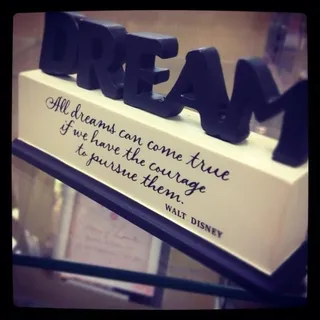 DREAM
All dreams can come true
if we have the courage
to pursue them.
WALT DISNEY